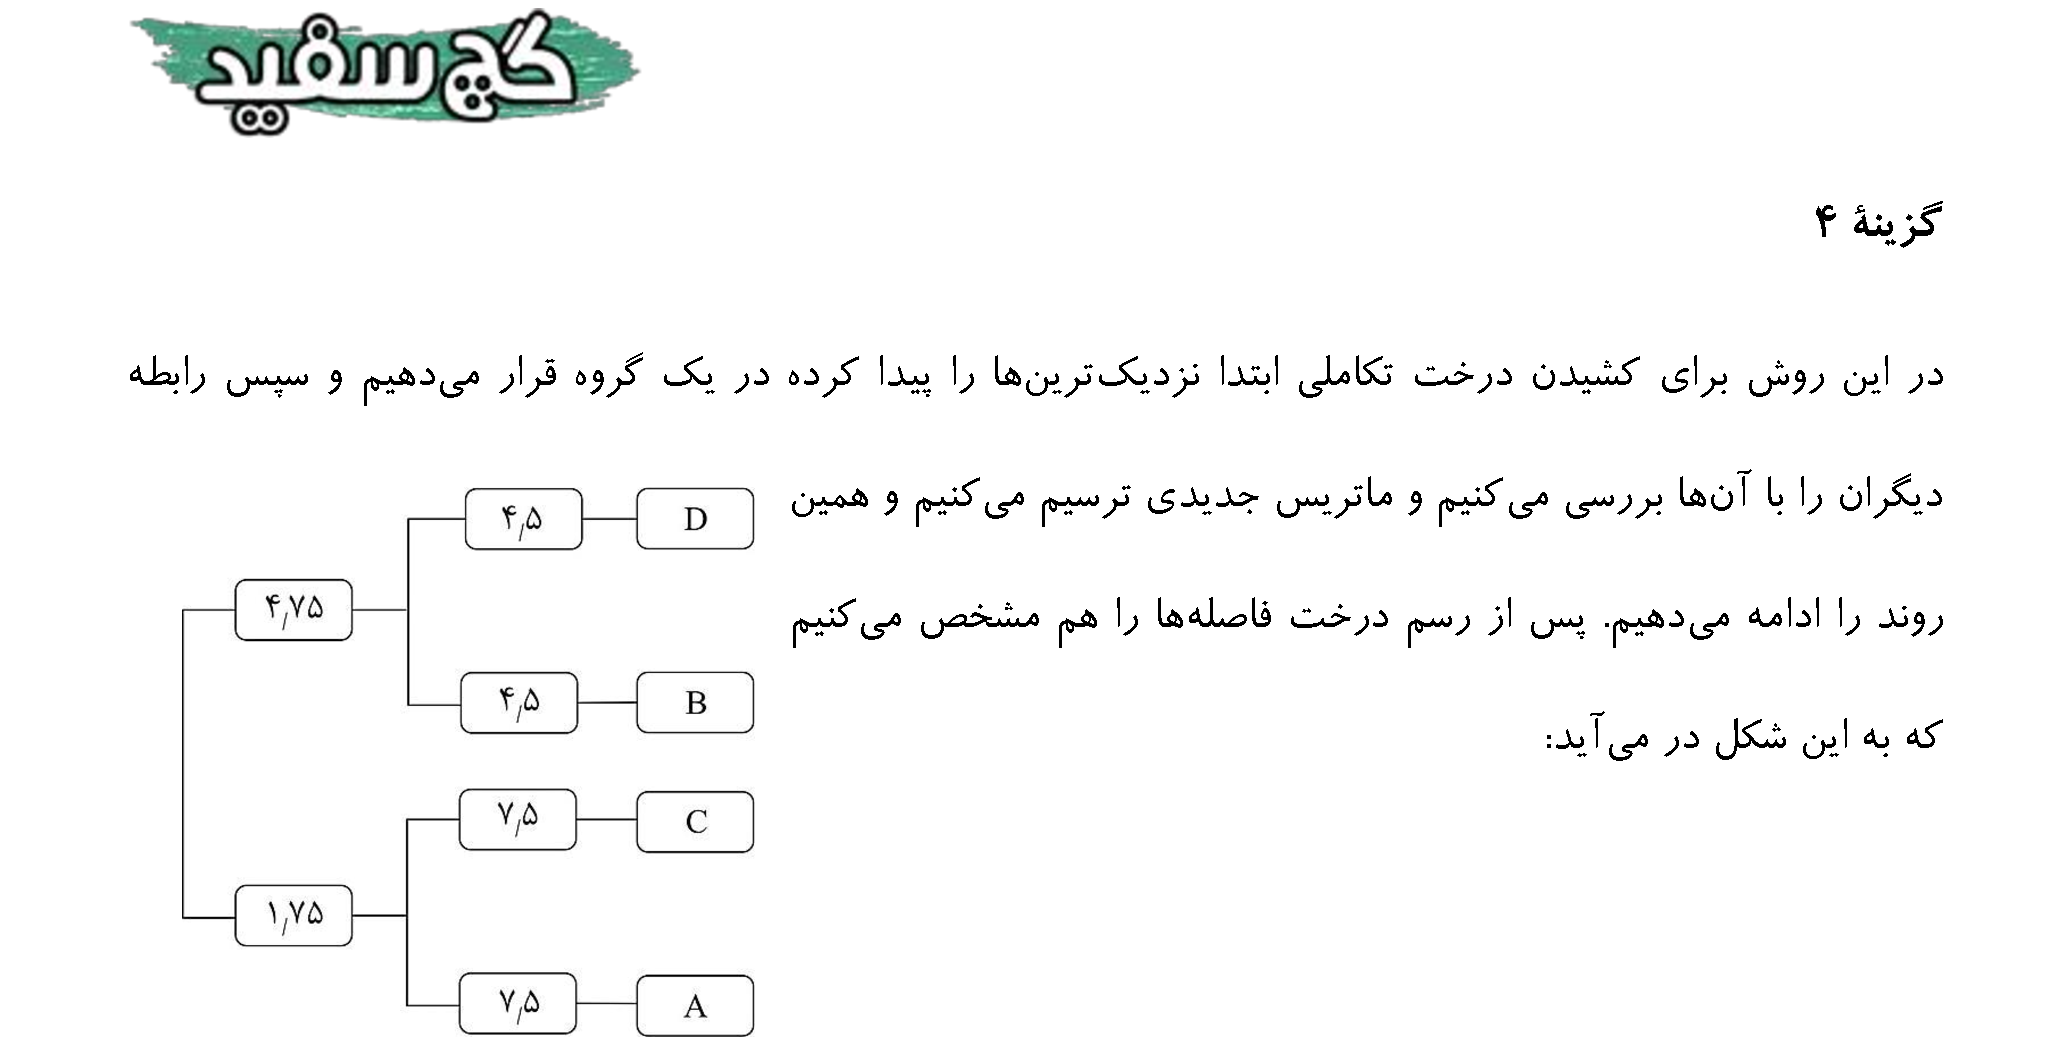 گچ سفید
گزینهٔ ۴
در این روش برای کشیدن درخت تکاملی ابتدا نزدیک‌ترین‌ها را پیدا کرده در یک گروه قرار می‌دهیم و سپس رابطه
دیگران را با آن‌ها بررسی می‌کنیم و ماتریس جدیدی ترسیم می‌کنیم و همین
روند را ادامه می‌دهیم. پس از رسم درخت فاصله‌ها را هم مشخص می‌کنیم
که به این شکل در می‌آید:
۴٫۵ D
۴٫۷۵
۴٫۵ B
۷٫۵ C
۱٫۷۵
۷٫۵ A